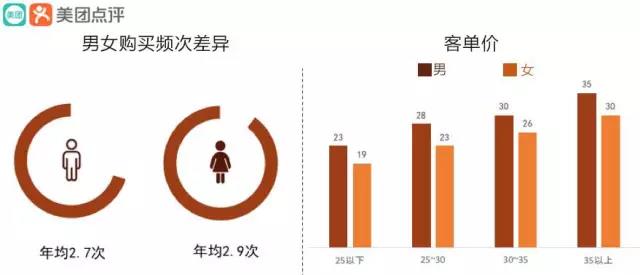 美团 美团点评
男女购买频次差异
年均2.7次
年均2.9次
客单价
男 女
23 19 28 23 30 26 35 30
25以下 25~30 30~35 35以上